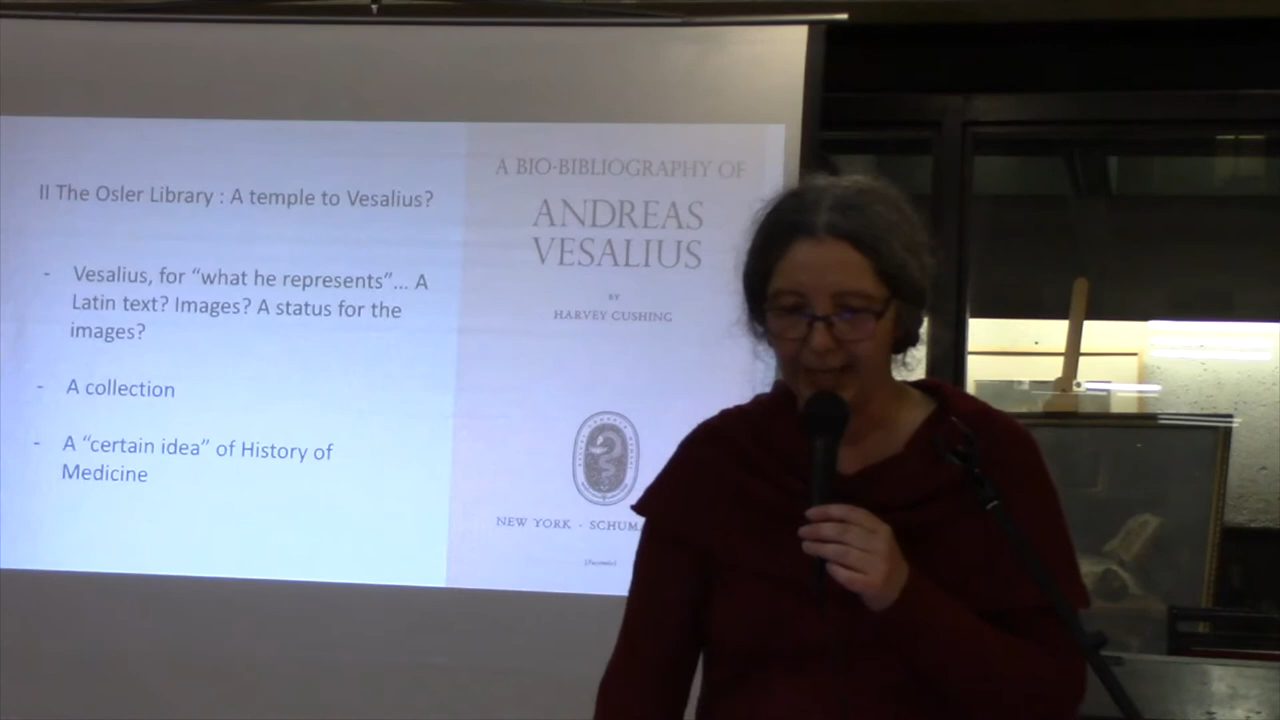 II The Osler Library : A temple to Vesalius?
- Vesalius, for “what he represents”... A
Latin text? Images? A status for the
images?
- A collection
- A “certain idea” of History of
Medicine
A BIO-BIBLIOGRAPHY OF
ANDREAS
VESALIUS
BY
HARVEY CUSHING
NEW YORK · SCHUM